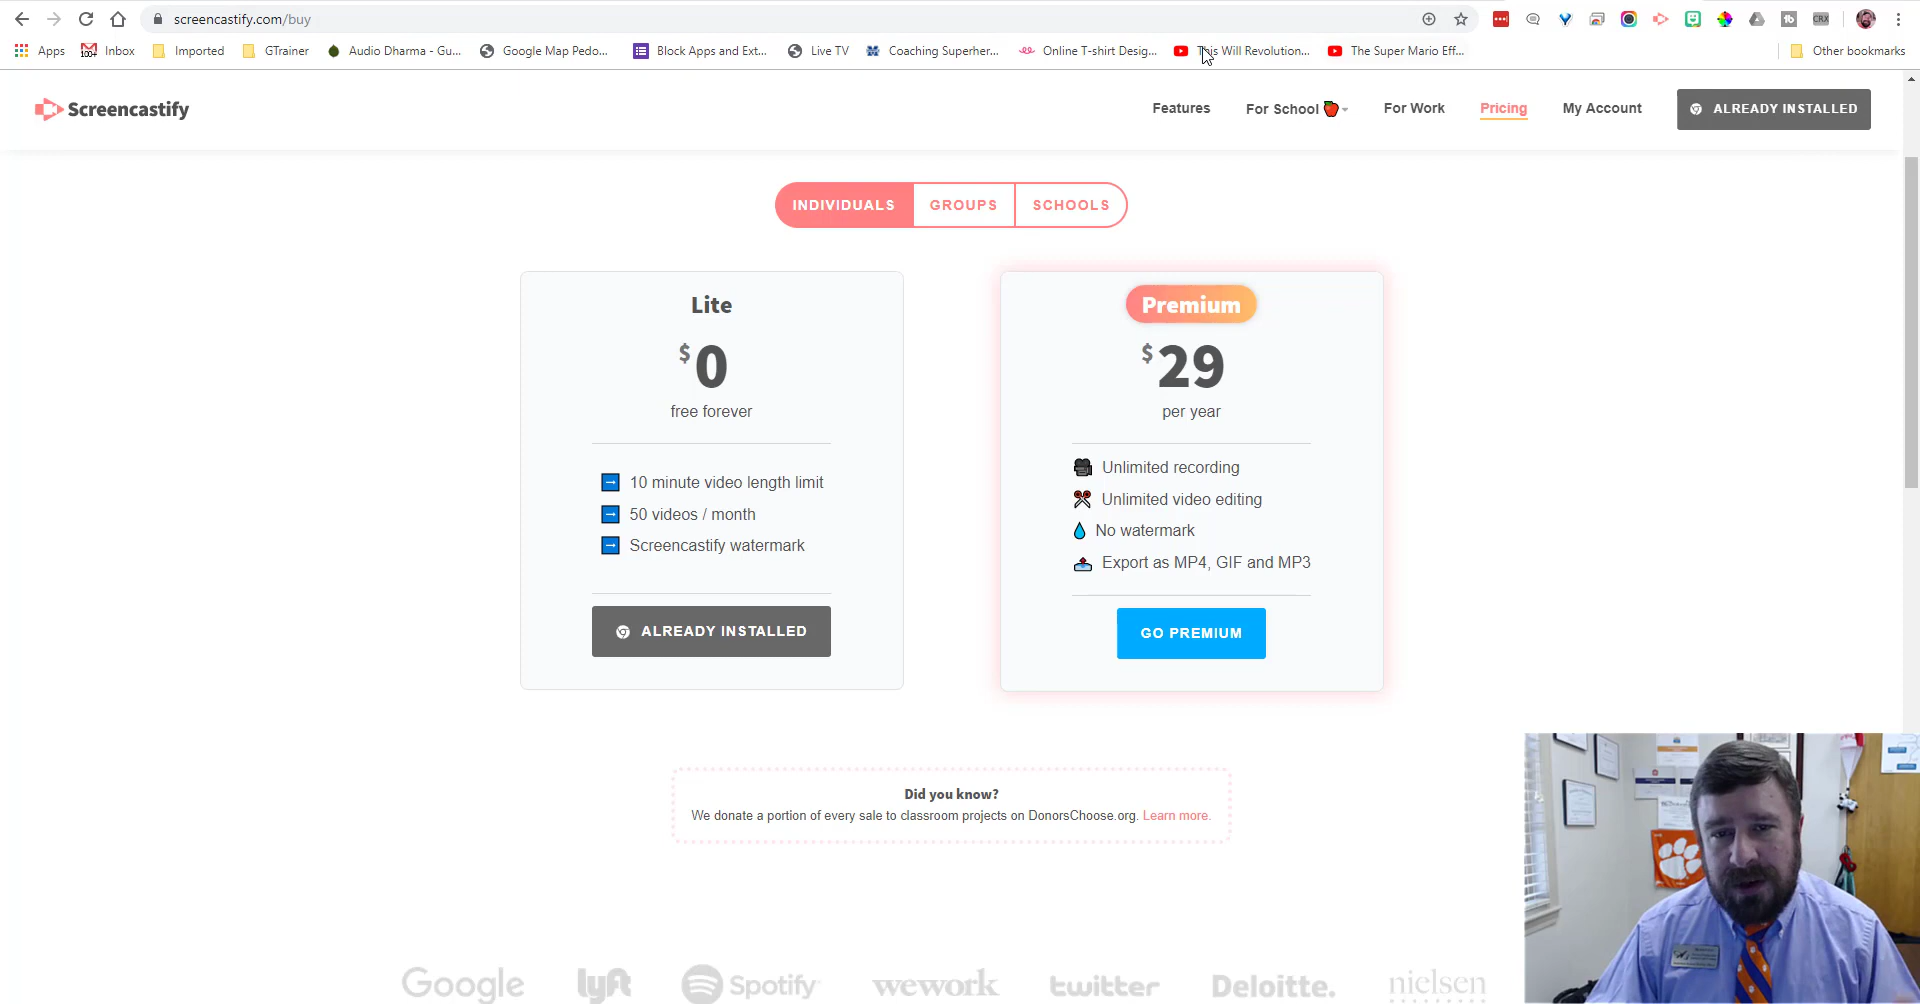 screencastify.com/buy
Apps
100+
Inbox
Imported
GTrainer
Audio Dharma - Gu...
Google Map Pedo...
Block Apps and Ext...
Live TV
Coaching Superher...
Online T-shirt Desig...
This Will Revolution...
The Super Mario Eff...
Other bookmarks
CRX
Screencastify
Features
For School
For Work
Pricing
My Account
ALREADY INSTALLED
INDIVIDUALS
GROUPS
SCHOOLS
Lite
$0
free forever
10 minute video length limit
50 videos / month
Screencastify watermark
ALREADY INSTALLED
Premium
$29
per year
Unlimited recording
Unlimited video editing
No watermark
Export as MP4, GIF and MP3
GO PREMIUM
Did you know?
We donate a portion of every sale to classroom projects on DonorsChoose.org. Learn more.
Google
lyft
Spotify
wework
twitter
Deloitte.
nielsen